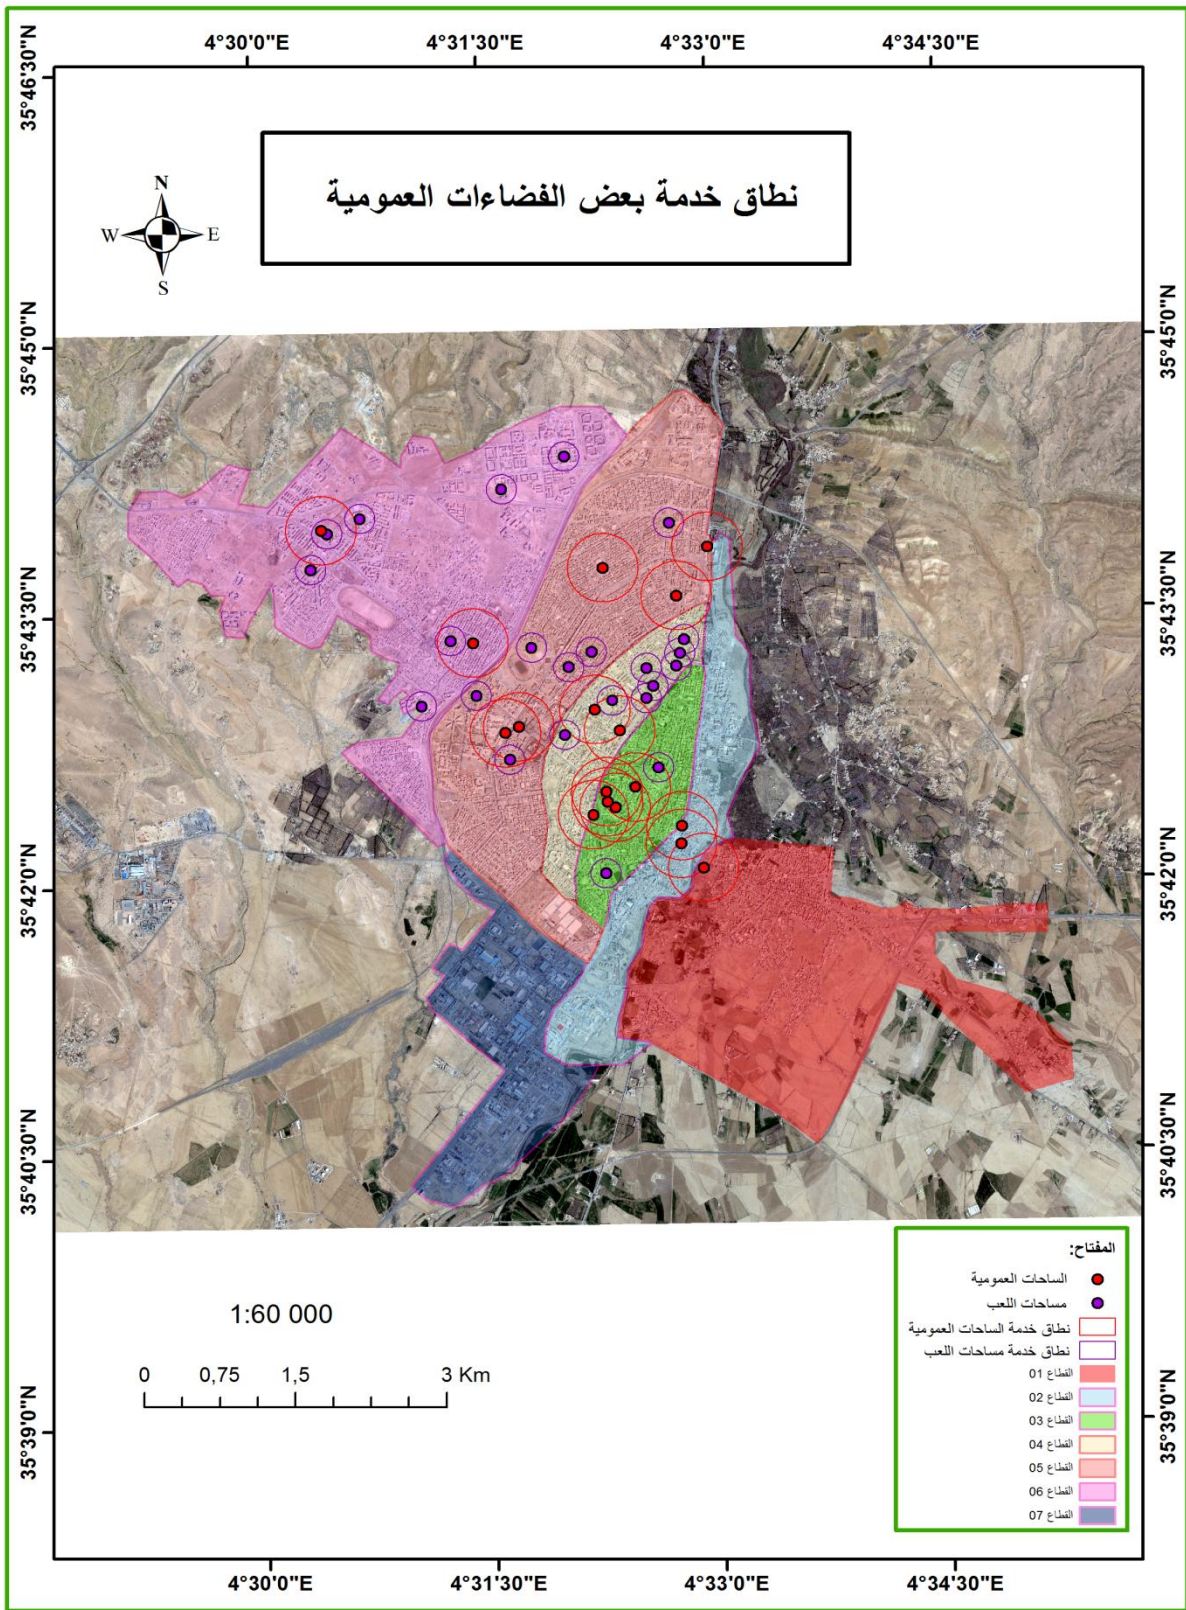 4°30'0"E 4°31'30"E 4°33'0"E 4°34'30"E
35°46'30"N
نطاق خدمة بعض الفضاءات العمومية
N
W E
S
35°45'0"N 35°45'0"N
35°43'30"N 35°43'30"N
35°42'0"N 35°42'0"N
35°40'30"N 35°40'30"N
35°39'0"N 35°39'0"N
1:60 000
0 0,75 1,5 3 Km
المفتاح:
الساحات العمومية
مساحات اللعب
نطاق خدمة الساحات العمومية
نطاق خدمة مساحات اللعب
القطاع 01
القطاع 02
القطاع 03
القطاع 04
القطاع 05
القطاع 06
القطاع 07
4°30'0"E 4°31'30"E 4°33'0"E 4°34'30"E